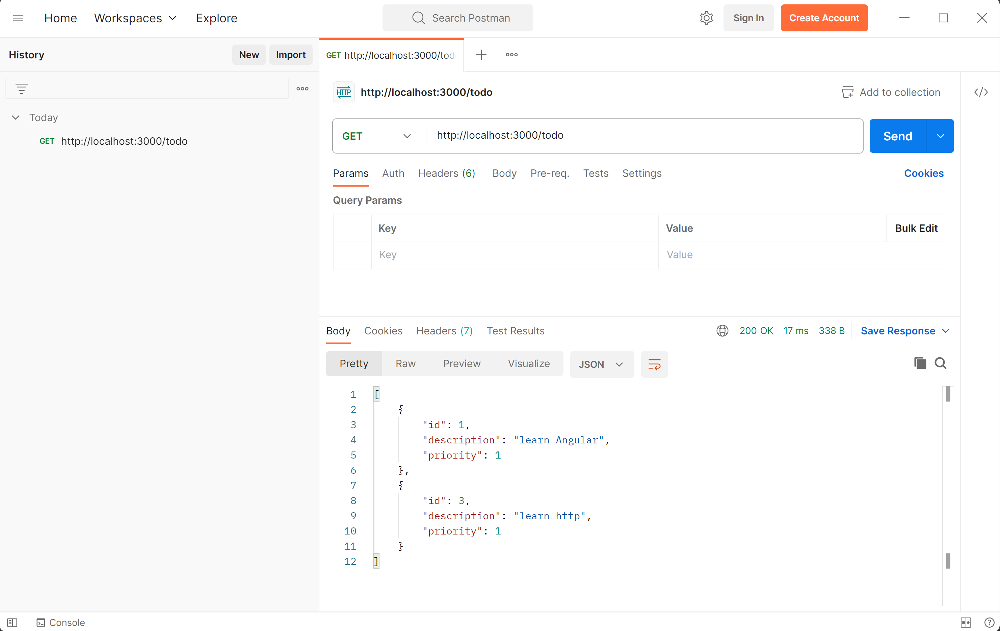 Home Workspaces Explore Search Postman Sign In Create Account
History New Import
GET http://localhost:3000/tod
HTTP http://localhost:3000/todo Add to collection </>
Today
GET http://localhost:3000/todo
GET http://localhost:3000/todo Send
Params Auth Headers (6) Body Pre-req. Tests Settings Cookies
Query Params
Key Value Bulk Edit
Key Value
Body Cookies Headers (7) Test Results 200 OK 17 ms 338 B Save Response
Pretty Raw Preview Visualize JSON
1 [
2 {
3 "id": 1,
4 "description": "learn Angular",
5 "priority": 1
6 },
7 {
8 "id": 3,
9 "description": "learn http",
10 "priority": 1
11 }
12 ]
Console